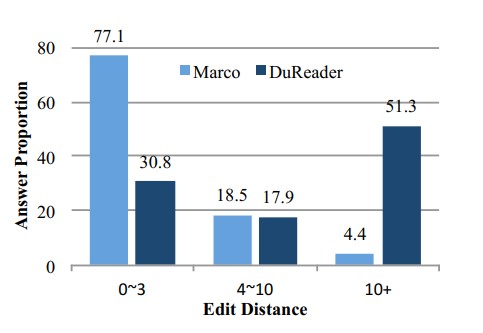 77.1
80
Marco DuReader
60
51.3
Answer Proportion
40
30.8
18.5 17.9
20
4.4
0
0~3 4~10 10+
Edit Distance